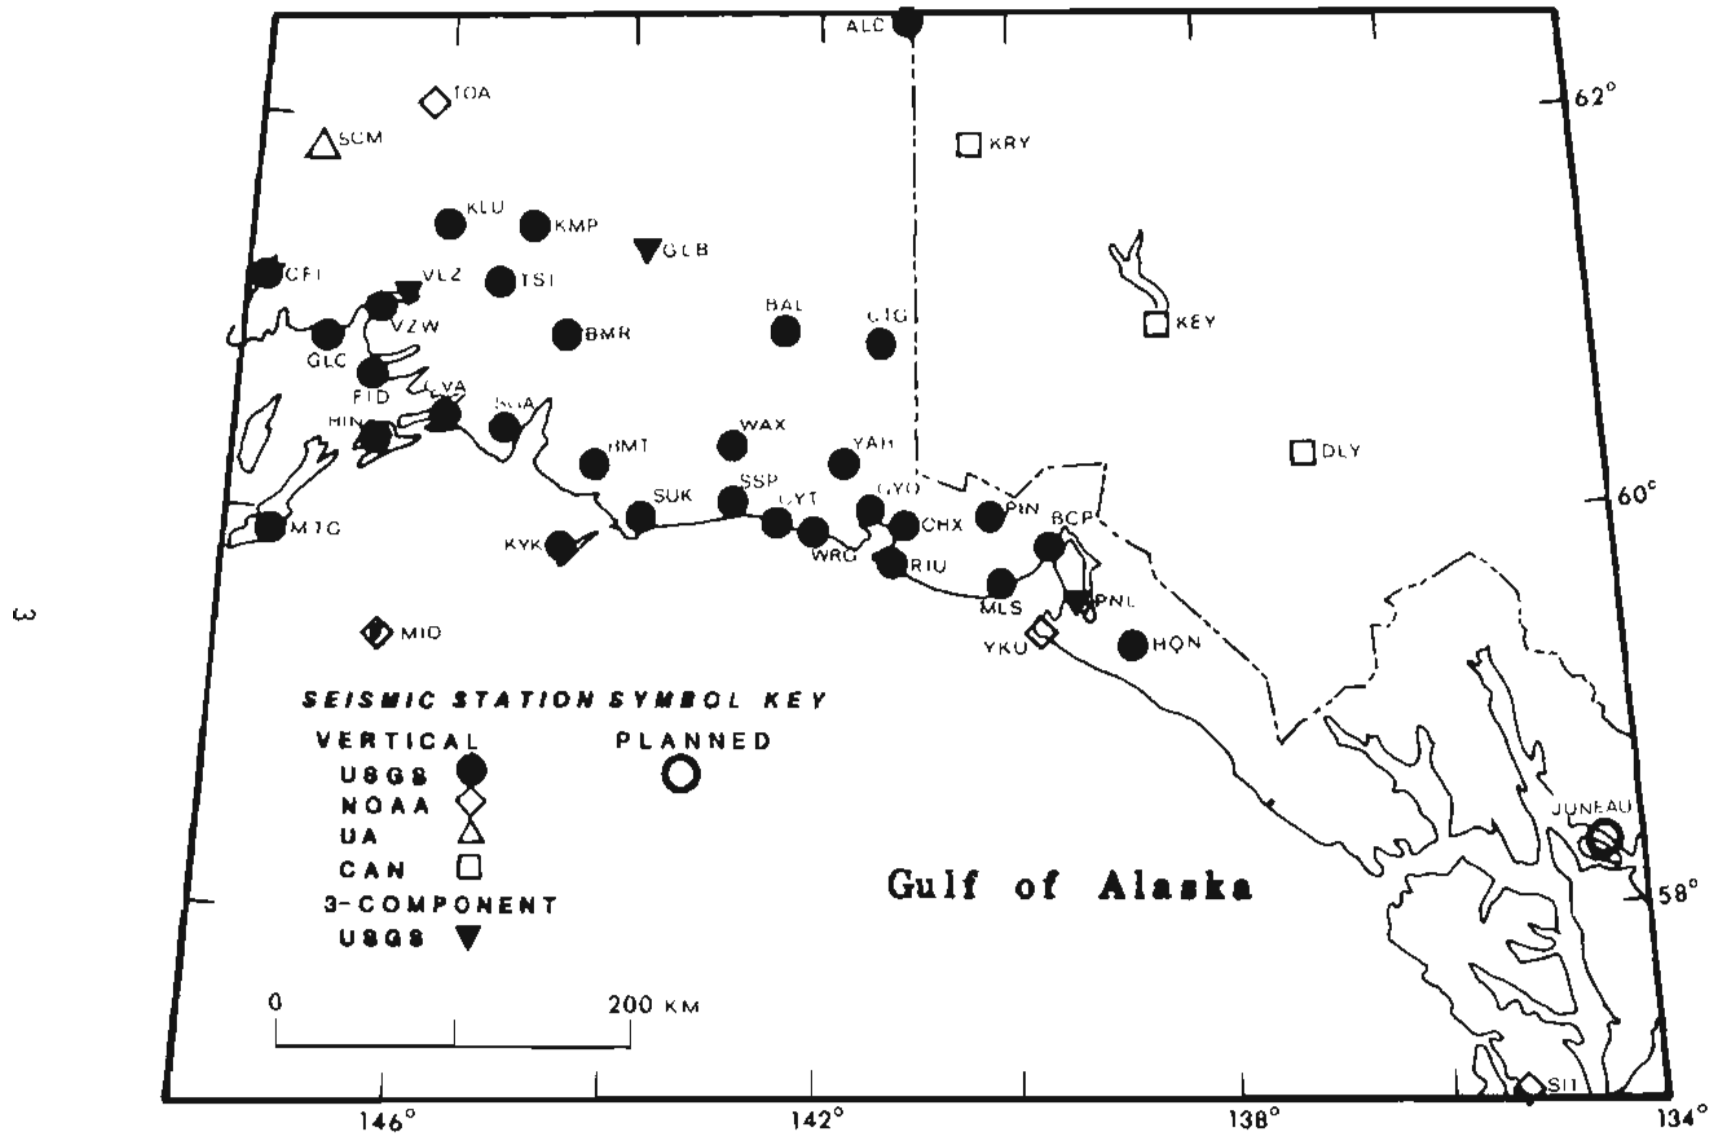 ALC
TOA
62°
SCM
KRY
KLU
KMP
GLB
CFI
VLZ
TSI
VZW
BAL
CTG
BMR
KEY
GLC
FID
CVA
SGA
HIN
WAX
BMT
YAH
DLY
SSP
SUK
CYT
GYO
PIN
60°
MTG
CHX
BCP
KYK
WRG
RIU
MLS
PNL
3
MID
YKU
HQN
SEISMIC STATION SYMBOL KEY
VERTICAL PLANNED
USGS
NOAA
UA
CAN
3-COMPONENT
USGS
JUNEAU
Gulf of Alaska
58°
0 200 KM
SIT
146° 142° 138° 134°